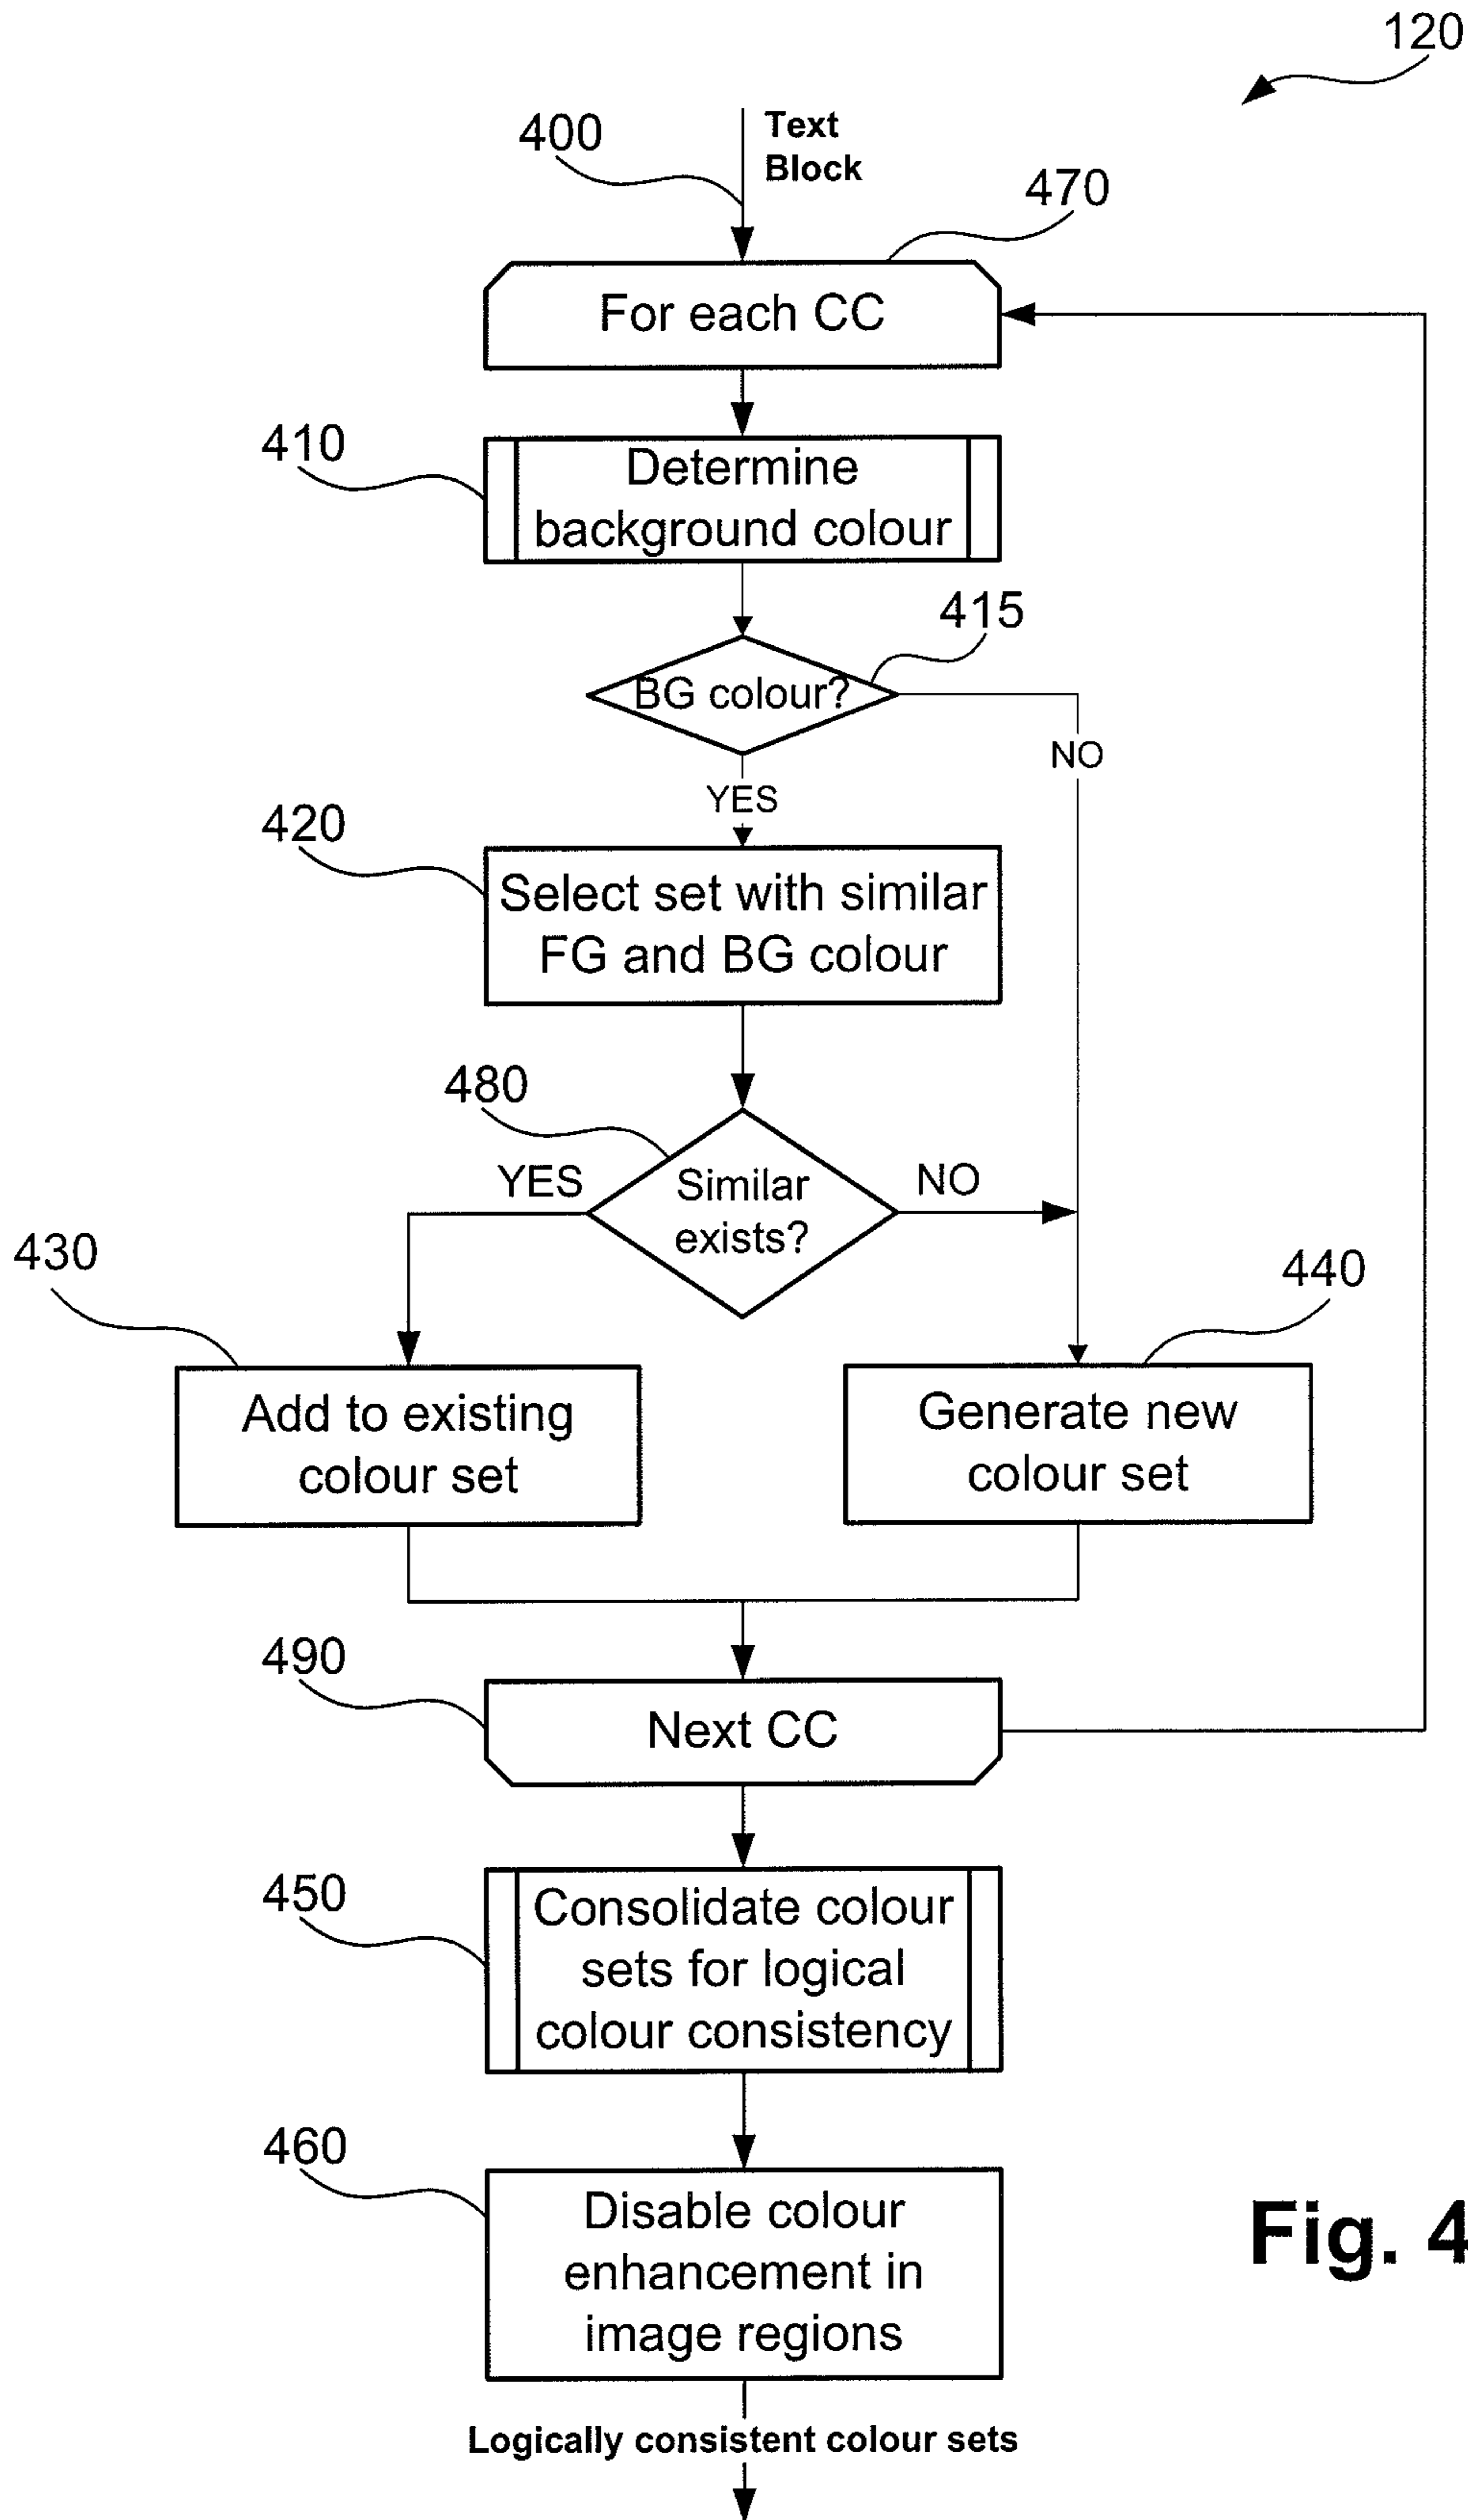 120
400
Text
Block
470
For each CC
410
Determine
background colour
415
BG colour?
NO
YES
420
Select set with similar
FG and BG colour
480
YES
Similar
exists?
NO
430
440
Add to existing
colour set
Generate new
colour set
490
Next CC
450
Consolidate colour
sets for logical
colour consistency
460
Disable colour
enhancement in
image regions
Fig. 4
Logically consistent colour sets